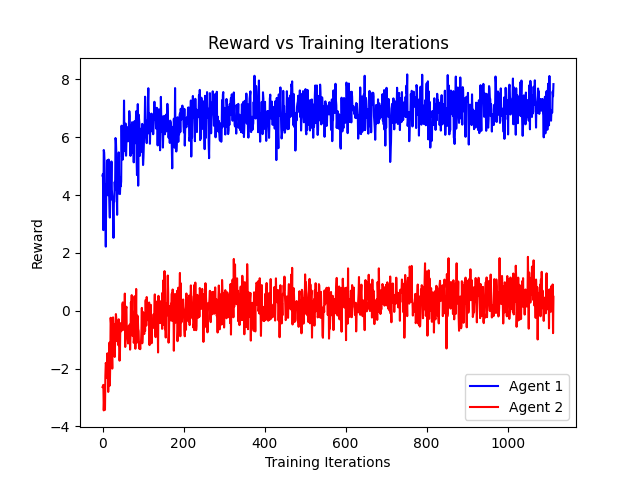 Reward vs Training Iterations
8
6
4
2
0
−2
−4
Reward
0
200
400
600
800
1000
Training Iterations
Agent 1
Agent 2